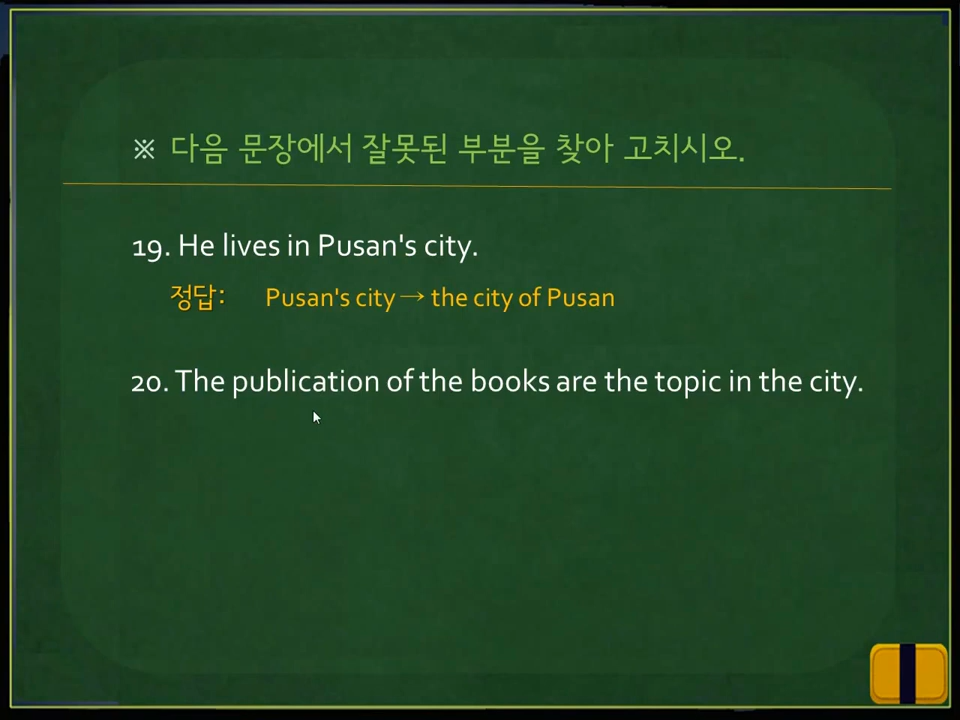 ※ 다음 문장에서 잘못된 부분을 찾아 고치시오.
19. He lives in Pusan's city.
정답: Pusan's city → the city of Pusan
20. The publication of the books are the topic in the city.